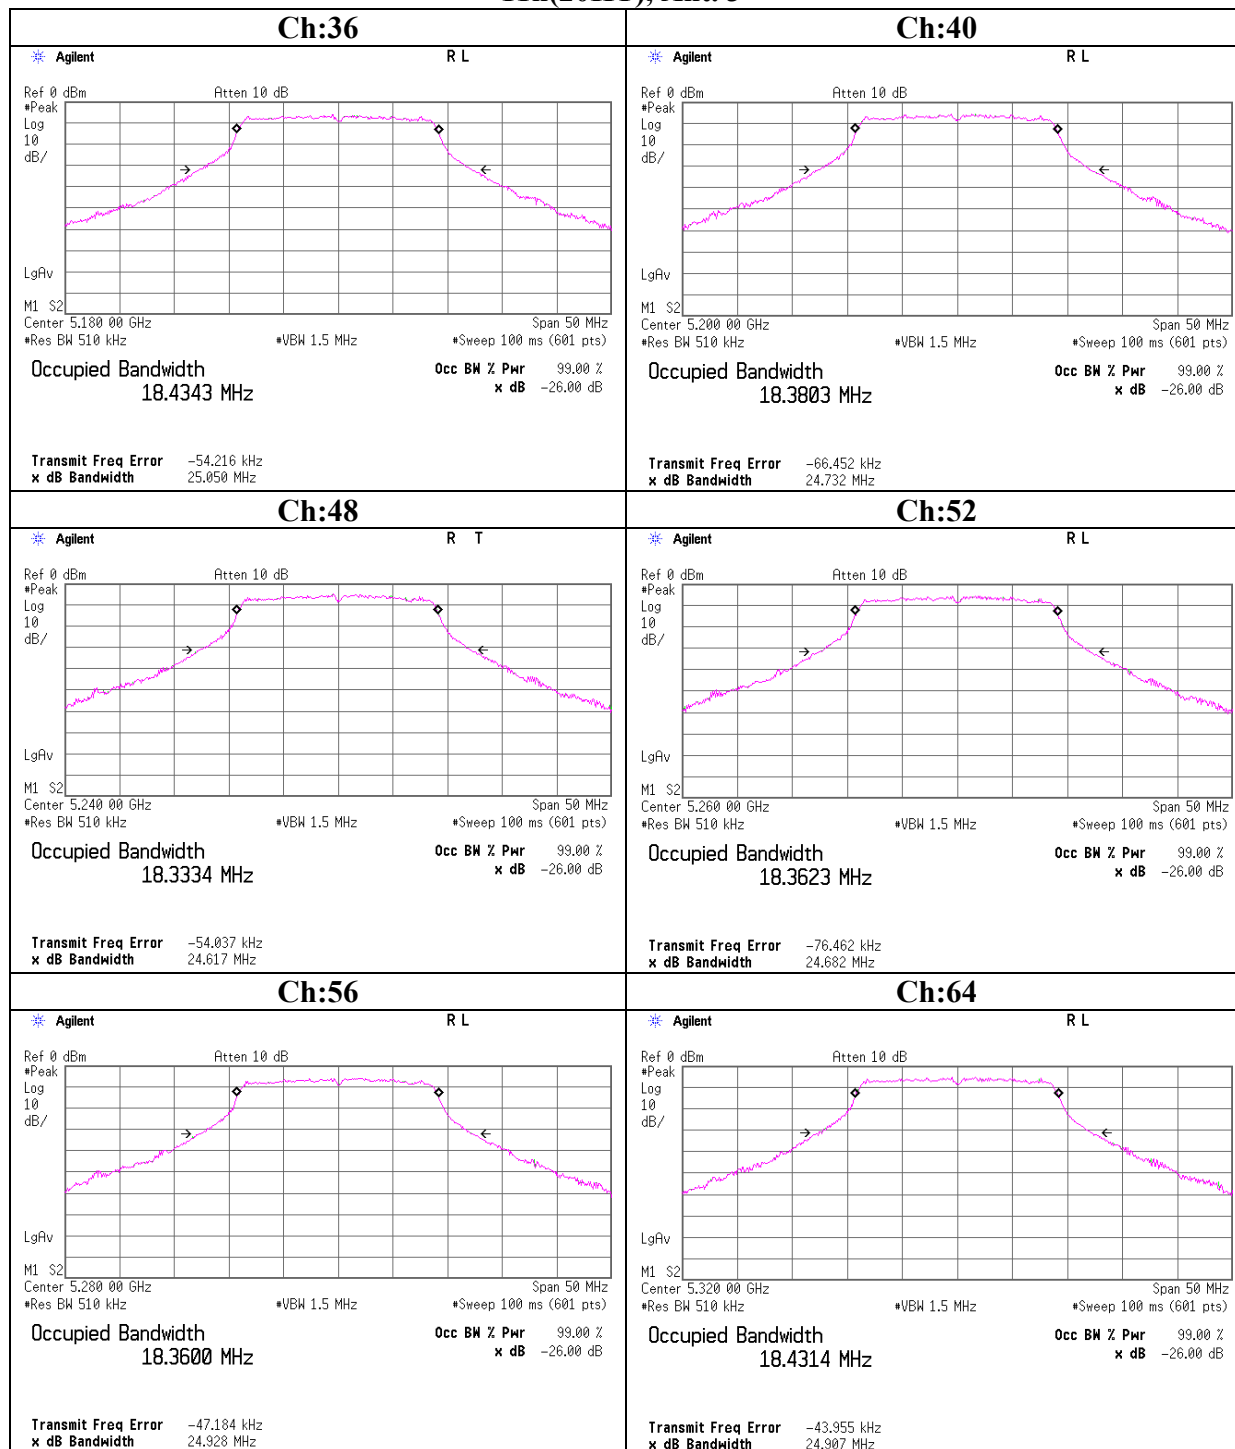 Ch:36
Agilent R L
Ref 0 dBm Atten 10 dB
#Peak
Log
10
dB/
LgAv
M1 S2
Center 5.180 00 GHz Span 50 MHz
#Res BW 510 kHz #VBW 1.5 MHz #Sweep 100 ms (601 pts)
Occupied Bandwidth Occ BW % Pwr 99.00 %
18.4343 MHz x dB -26.00 dB
Transmit Freq Error -54.216 kHz
x dB Bandwidth 25.050 MHz
Ch:40
Agilent R L
Ref 0 dBm Atten 10 dB
#Peak
Log
10
dB/
LgAv
M1 S2
Center 5.200 00 GHz Span 50 MHz
#Res BW 510 kHz #VBW 1.5 MHz #Sweep 100 ms (601 pts)
Occupied Bandwidth Occ BW % Pwr 99.00 %
18.3803 MHz x dB -26.00 dB
Transmit Freq Error -66.452 kHz
x dB Bandwidth 24.732 MHz
Ch:48
Agilent R T
Ref 0 dBm Atten 10 dB
#Peak
Log
10
dB/
LgAv
M1 S2
Center 5.240 00 GHz Span 50 MHz
#Res BW 510 kHz #VBW 1.5 MHz #Sweep 100 ms (601 pts)
Occupied Bandwidth Occ BW % Pwr 99.00 %
18.3334 MHz x dB -26.00 dB
Transmit Freq Error -54.037 kHz
x dB Bandwidth 24.617 MHz
Ch:52
Agilent R L
Ref 0 dBm Atten 10 dB
#Peak
Log
10
dB/
LgAv
M1 S2
Center 5.260 00 GHz Span 50 MHz
#Res BW 510 kHz #VBW 1.5 MHz #Sweep 100 ms (601 pts)
Occupied Bandwidth Occ BW % Pwr 99.00 %
18.3623 MHz x dB -26.00 dB
Transmit Freq Error -76.462 kHz
x dB Bandwidth 24.682 MHz
Ch:56
Agilent R L
Ref 0 dBm Atten 10 dB
#Peak
Log
10
dB/
LgAv
M1 S2
Center 5.280 00 GHz Span 50 MHz
#Res BW 510 kHz #VBW 1.5 MHz #Sweep 100 ms (601 pts)
Occupied Bandwidth Occ BW % Pwr 99.00 %
18.3600 MHz x dB -26.00 dB
Transmit Freq Error -47.184 kHz
x dB Bandwidth 24.928 MHz
Ch:64
Agilent R L
Ref 0 dBm Atten 10 dB
#Peak
Log
10
dB/
LgAv
M1 S2
Center 5.320 00 GHz Span 50 MHz
#Res BW 510 kHz #VBW 1.5 MHz #Sweep 100 ms (601 pts)
Occupied Bandwidth Occ BW % Pwr 99.00 %
18.4314 MHz x dB -26.00 dB
Transmit Freq Error -43.955 kHz
x dB Bandwidth 24.907 MHz